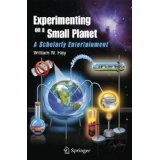 Experimenting
on a
Small Planet
A Scholarly Entertainment
William W. Hay
Springer